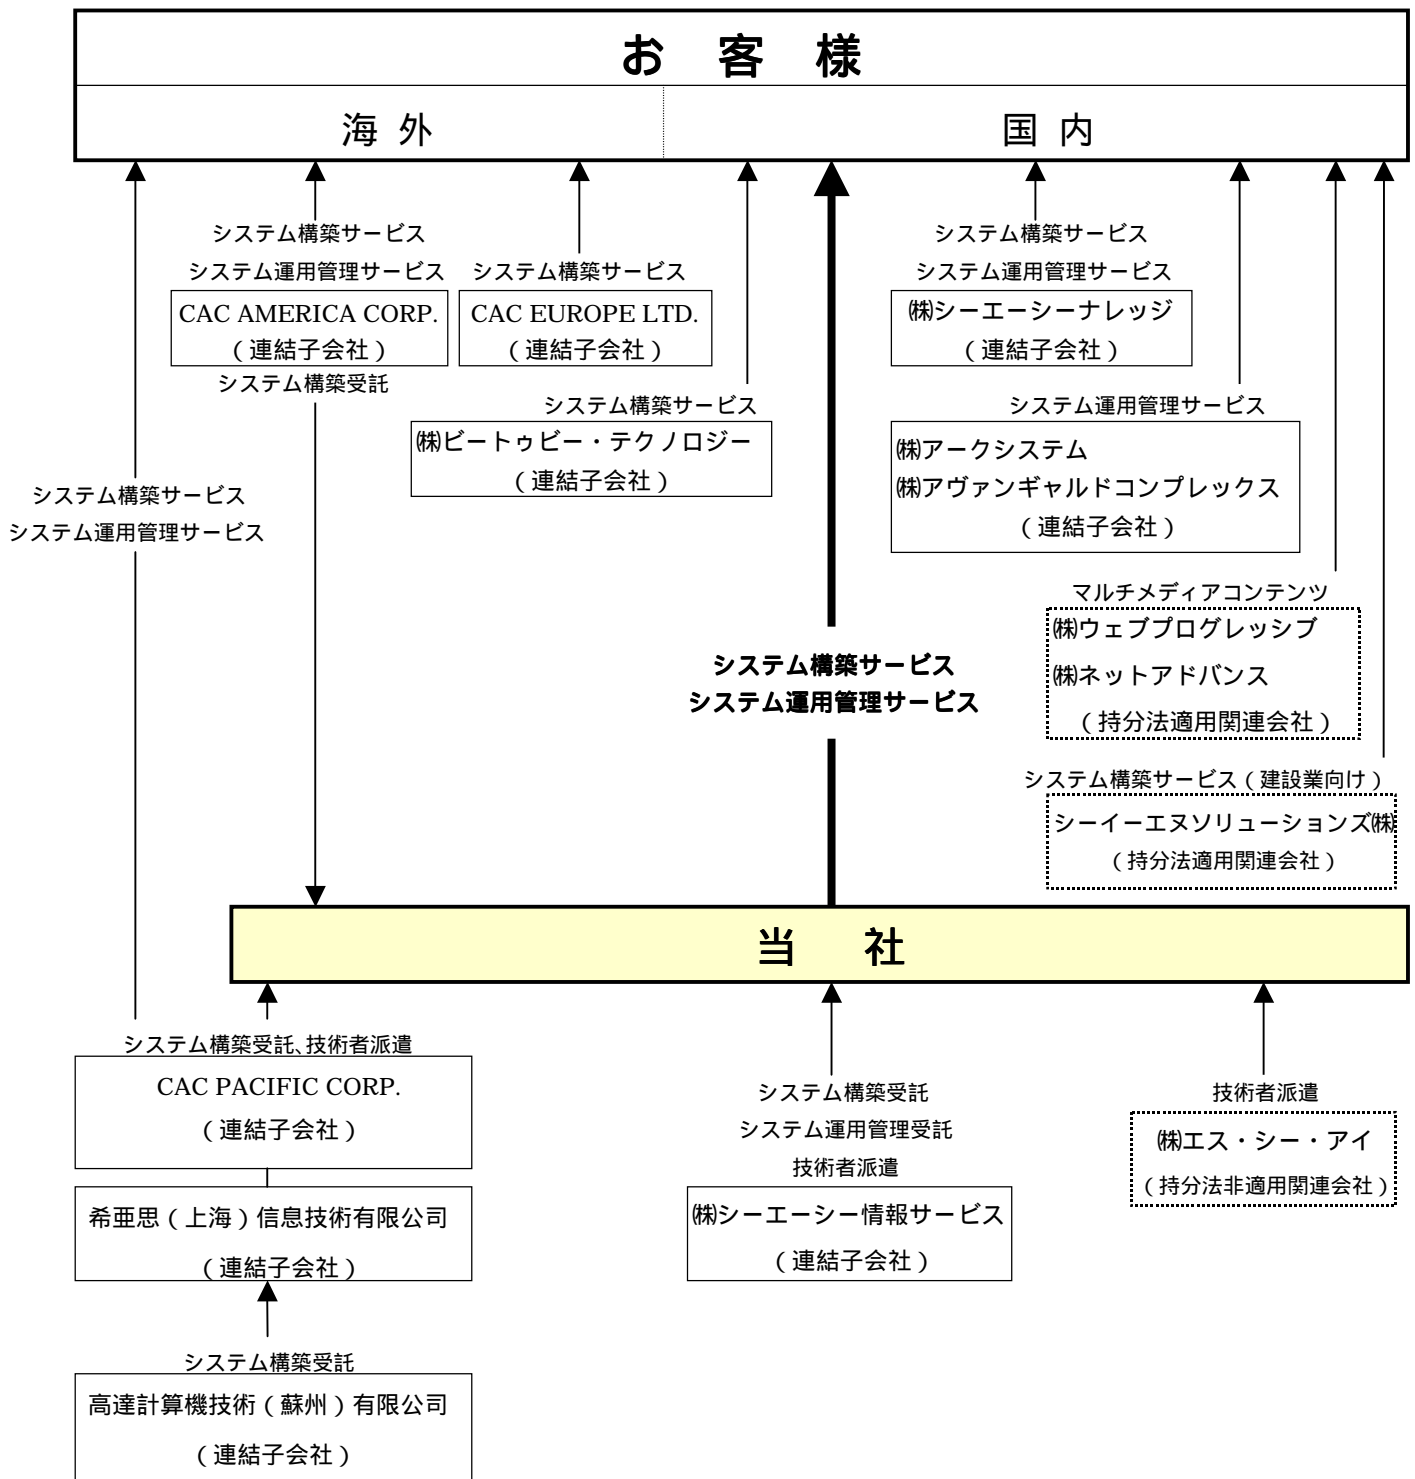 お 客 様
海 外
国 内
システム構築サービス
システム運用管理サービス
CAC AMERICA CORP.
（連結子会社）
システム構築受託
システム構築サービス
CAC EUROPE LTD.
（連結子会社）
システム構築サービス
システム運用管理サービス
㈱シーエーシーナレッジ
（連結子会社）
システム構築サービス
㈱ビートゥビー・テクノロジー
（連結子会社）
システム運用管理サービス
㈱アークシステム
㈱アヴァンギャルドコンプレックス
（連結子会社）
システム構築サービス
システム運用管理サービス
マルチメディアコンテンツ
㈱ウェブプログレッシブ
㈱ネットアドバンス
（持分法適用関連会社）
システム構築サービス
システム運用管理サービス
システム構築サービス（建設業向け）
シーイーエヌソリューションズ㈱
（持分法適用関連会社）
当 社
システム構築受託、技術者派遣
CAC PACIFIC CORP.
（連結子会社）
希亜思（上海）信息技術有限公司
（連結子会社）
システム構築受託
高達計算機技術（蘇州）有限公司
（連結子会社）
システム構築受託
システム運用管理受託
技術者派遣
㈱シーエーシー情報サービス
（連結子会社）
技術者派遣
㈱エス・シー・アイ
（持分法非適用関連会社）